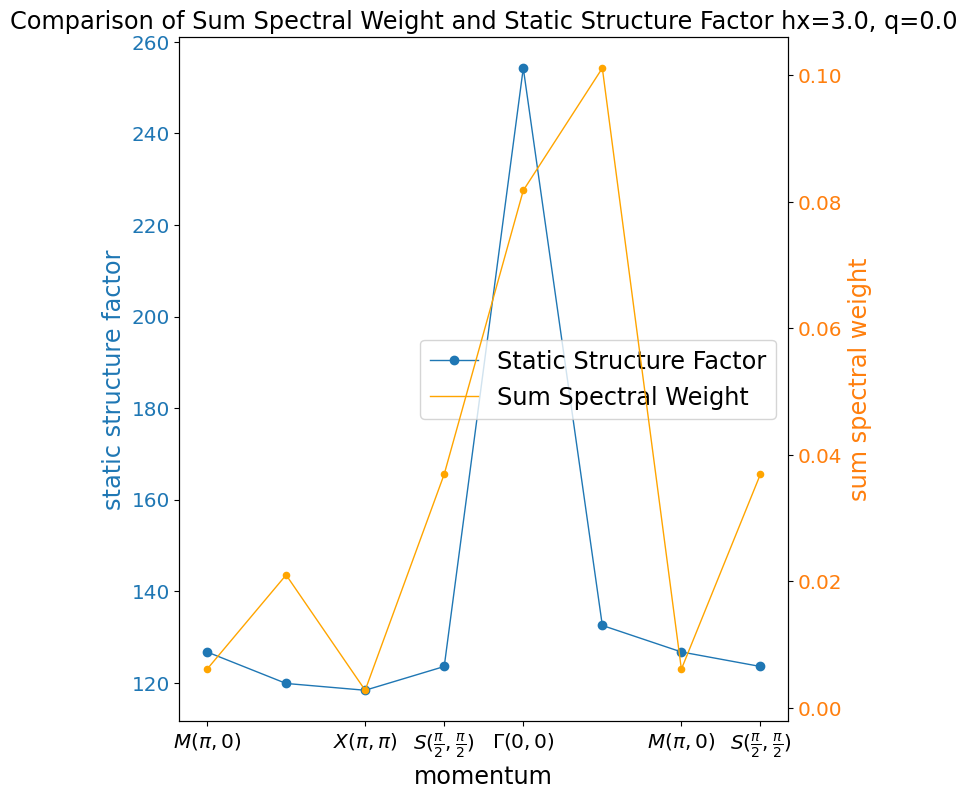 Comparison of Sum Spectral Weight and Static Structure Factor hx=3.0, q=0.0
260
240
220
200
180
160
140
120
static structure factor
0.10
0.08
0.06
0.04
0.02
0.00
sum spectral weight
Static Structure Factor
Sum Spectral Weight
M(π, 0)
X(π, π)
S(π/2, π/2)
Γ(0, 0)
M(π, 0)
S(π/2, π/2)
momentum